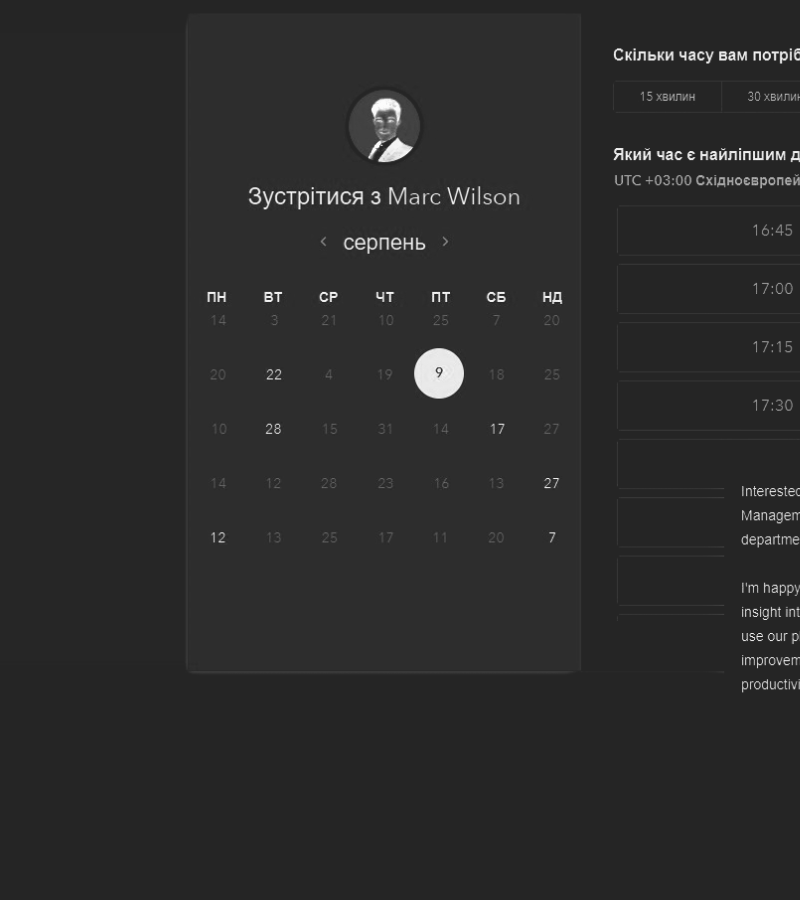 Зустрітися з Marc Wilson
‹ серпень ›
ПН ВТ СР ЧТ ПТ СБ НД
14 3 21 10 25 7 20
20 22 4 19 9 18 25
10 28 15 31 14 17 27
14 12 28 23 16 13 27
12 13 25 17 11 20 7
Скільки часу вам потріб
15 хвилин 30 хвилин
Який час є найліпшим д
UTC +03:00 Східноєвропей
16:45
17:00
17:15
17:30
Interested
Managem
departme
I'm happy
insight int
use our p
improvem
productivi